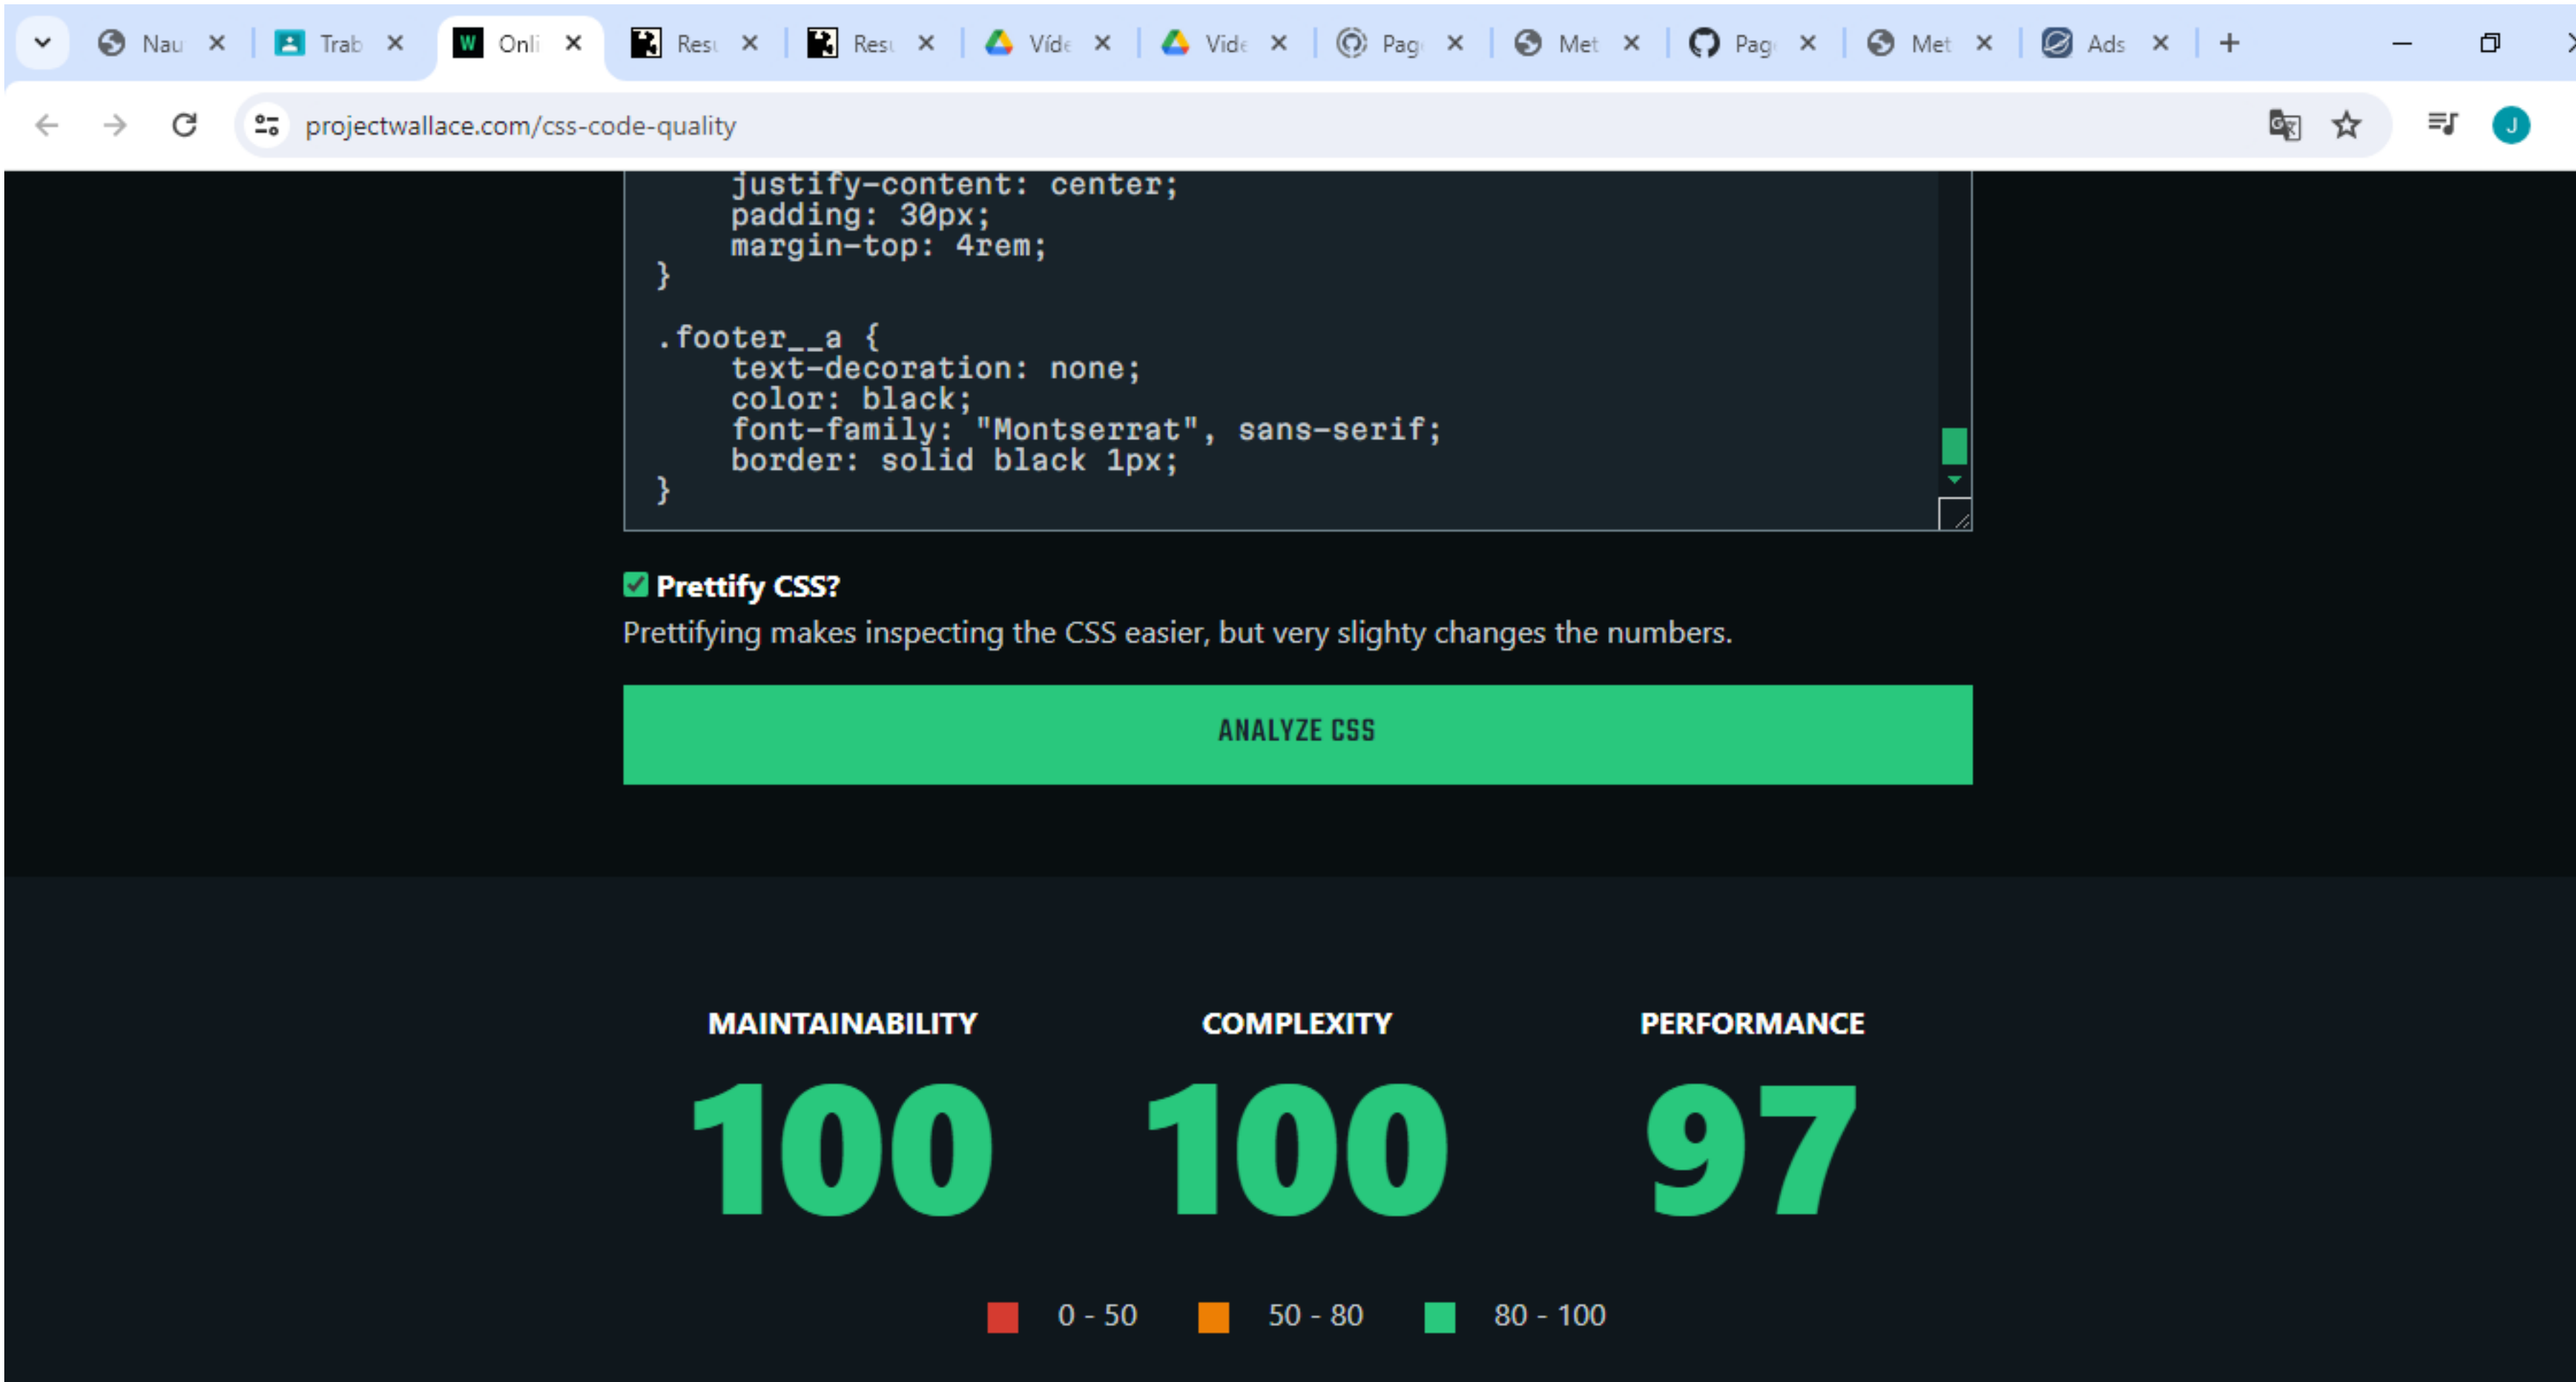 Nau Trab Onli Resu Resu Víde Vide Pag Met Pag Met Ads
projectwallace.com/css-code-quality J
justify-content: center;
padding: 30px;
margin-top: 4rem;
}
.footer__a {
text-decoration: none;
color: black;
font-family: "Montserrat", sans-serif;
border: solid black 1px;
}
Prettify CSS?
Prettifying makes inspecting the CSS easier, but very slighty changes the numbers.
ANALYZE CSS
MAINTAINABILITY COMPLEXITY PERFORMANCE
100 100 97
0 - 50 50 - 80 80 - 100